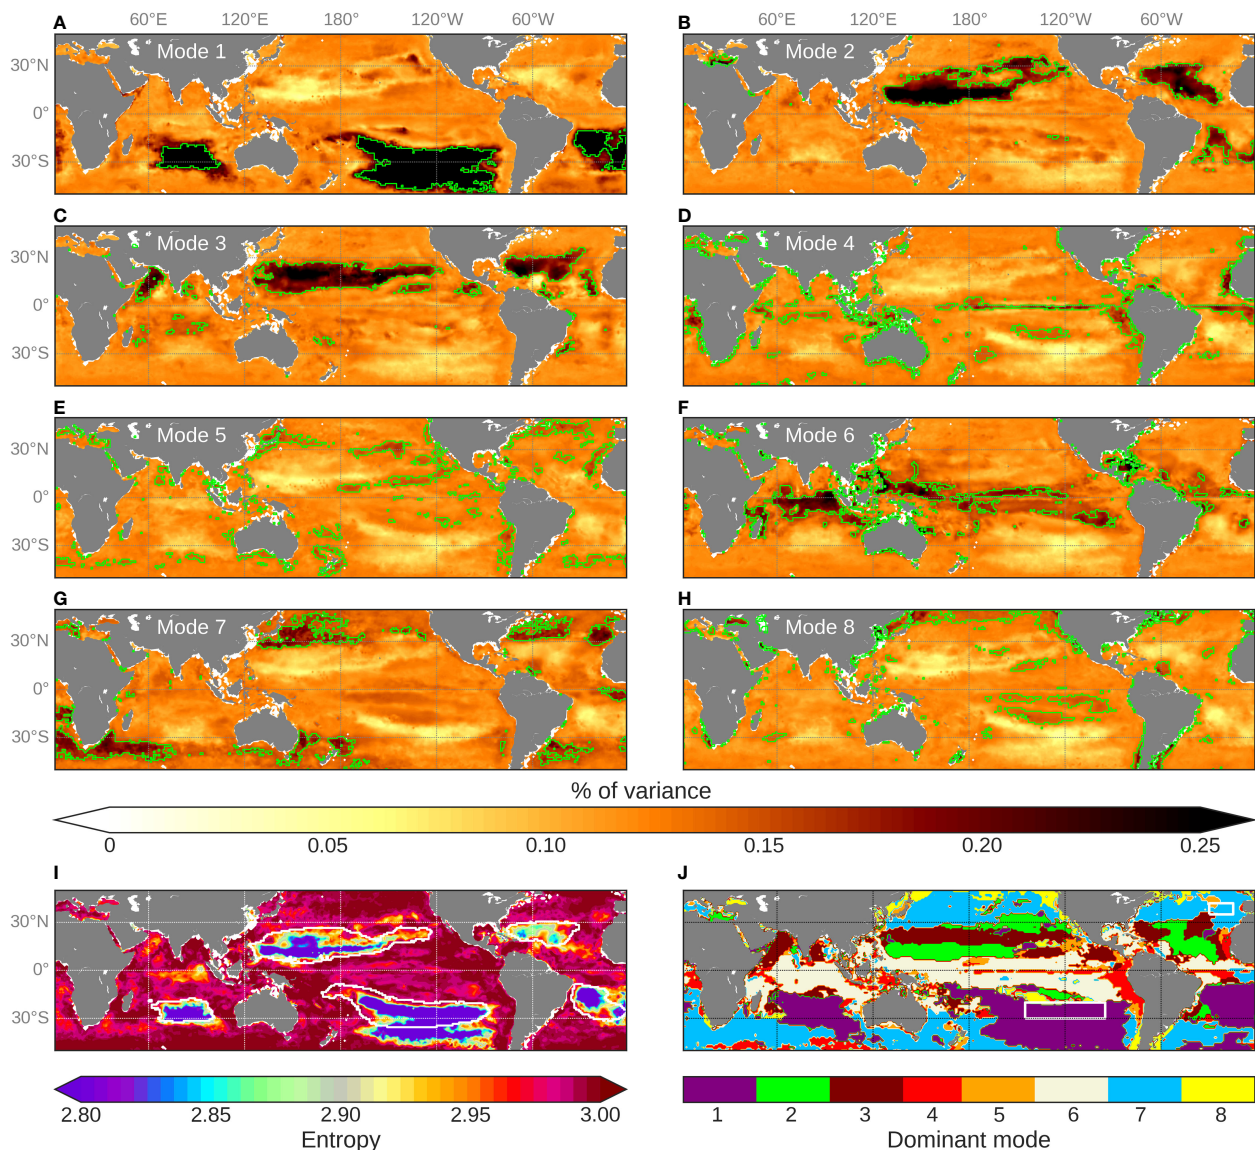 A 60°E 120°E 180° 120°W 60°W
B 60°E 120°E 180° 120°W 60°W
30°N
0°
30°S
Mode 1
Mode 2
C
D
30°N
0°
30°S
Mode 3
Mode 4
E
F
30°N
0°
30°S
Mode 5
Mode 6
G
H
30°N
0°
30°S
Mode 7
Mode 8
% of variance
0 0.05 0.10 0.15 0.20 0.25
I
J
30°N
0°
30°S
2.80 2.85 2.90 2.95 3.00
Entropy
1 2 3 4 5 6 7 8
Dominant mode